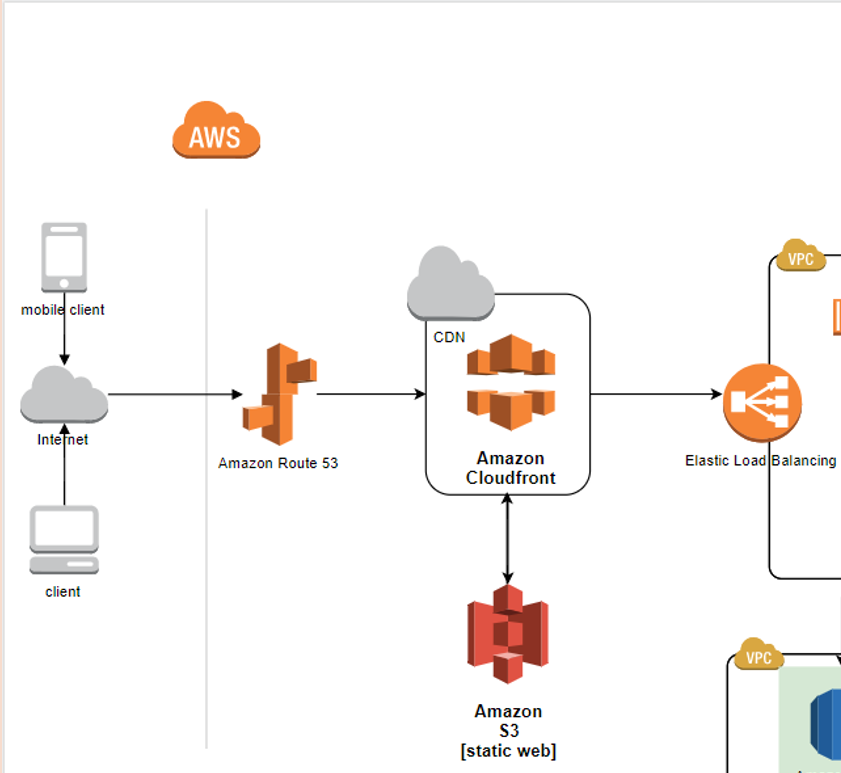 AWS
VPC
mobile client
CDN
Internet
Amazon Route 53
Amazon
Cloudfront
Elastic Load Balancing
client
VPC
Amazon
S3
[static web]